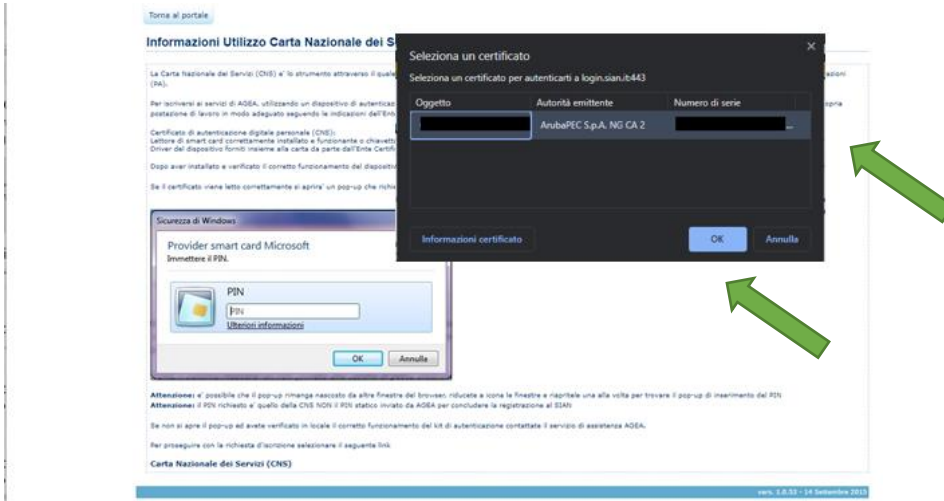 Torna al portale
Informazioni Utilizzo Carta Nazionale dei S
La Carta Nazionale dei Servizi (CNS) e' lo strumento attraverso il quale
azioni
(PA).
Per iscriversi ai servizi di AGEA, utilizzando un dispositivo di autenticaz
opria
postazione di lavoro in modo adeguato seguendo le indicazioni dell'Ente
Certificato di autenticazione digitale personale (CNS):
Lettore di smart card correttamente installato e funzionante o chiavett
Driver del dispositivo forniti insieme alla carta da parte dall'Ente Certifi
Dopo aver installato e verificato il corretto funzionamento del dispositiv
Se il certificato viene letto correttamente si aprira' un pop-up che richie
Seleziona un certificato
Seleziona un certificato per autenticarti a login.sian.it443
Oggetto Autorità emittente Numero di serie
ArubaPEC S.p.A. NG CA 2 ...
Informazioni certificato OK Annulla
Sicurezza di Windows
Provider smart card Microsoft
Immettere il PIN.
PIN
PIN
Ulteriori informazioni
OK Annulla
Attenzione: e' possibile che il pop-up rimanga nascosto da altre finestre del browser, riducete a icona le finestre e riapritele una alla volta per trovare il pop-up di inserimento del PIN
Attenzione: il PIN richiesto e' quello della CNS NON il PIN statico inviato da AGEA per concludere la registrazione al SIAN
Se non si apre il pop-up ed avete verificato in locale il corretto funzionamento del kit di autenticazione contattate il servizio di assistenza AGEA.
Per proseguire con la richiesta d'iscrizione selezionare il seguente link
Carta Nazionale dei Servizi (CNS)
vers. 1.0.53 - 14 Settembre 2015